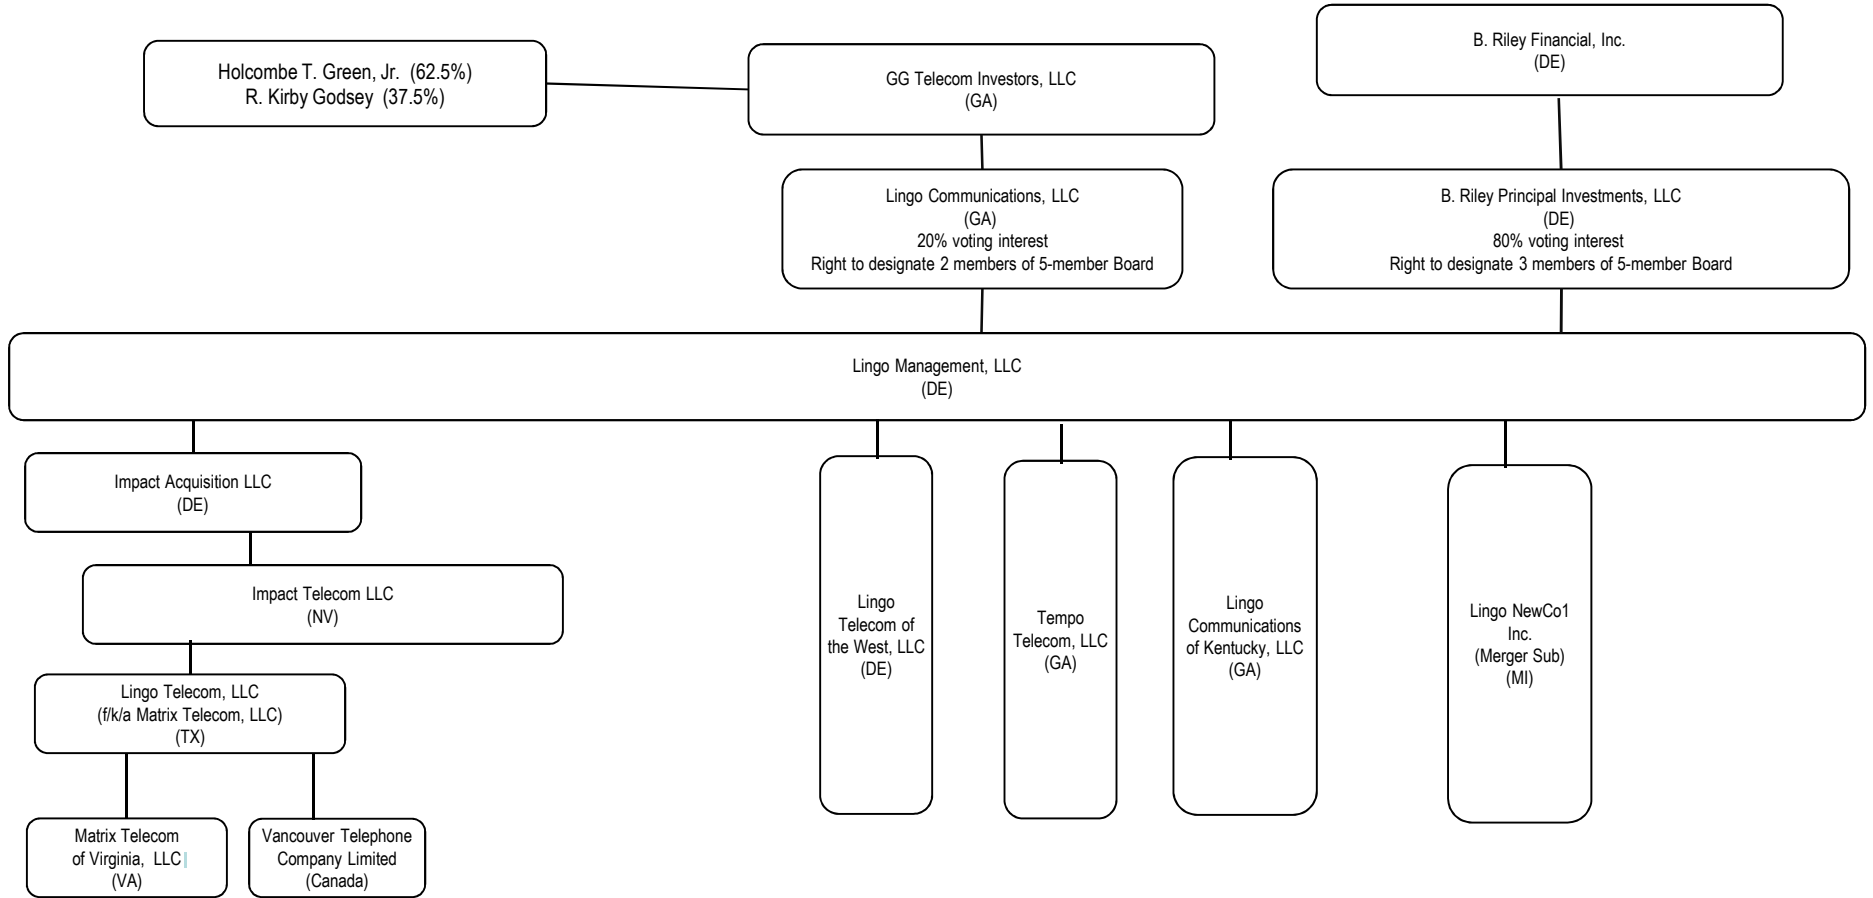 Holcombe T. Green, Jr. (62.5%)
R. Kirby Godsey (37.5%)
GG Telecom Investors, LLC
(GA)
B. Riley Financial, Inc.
(DE)
Lingo Communications, LLC
(GA)
20% voting interest
Right to designate 2 members of 5-member Board
B. Riley Principal Investments, LLC
(DE)
80% voting interest
Right to designate 3 members of 5-member Board
Lingo Management, LLC
(DE)
Impact Acquisition LLC
(DE)
Impact Telecom LLC
(NV)
Lingo Telecom, LLC
(f/k/a Matrix Telecom, LLC)
(TX)
Matrix Telecom
of Virginia, LLC
(VA)
Vancouver Telephone
Company Limited
(Canada)
Lingo
Telecom of
the West, LLC
(DE)
Tempo
Telecom, LLC
(GA)
Lingo
Communications
of Kentucky, LLC
(GA)
Lingo NewCo1
Inc.
(Merger Sub)
(MI)